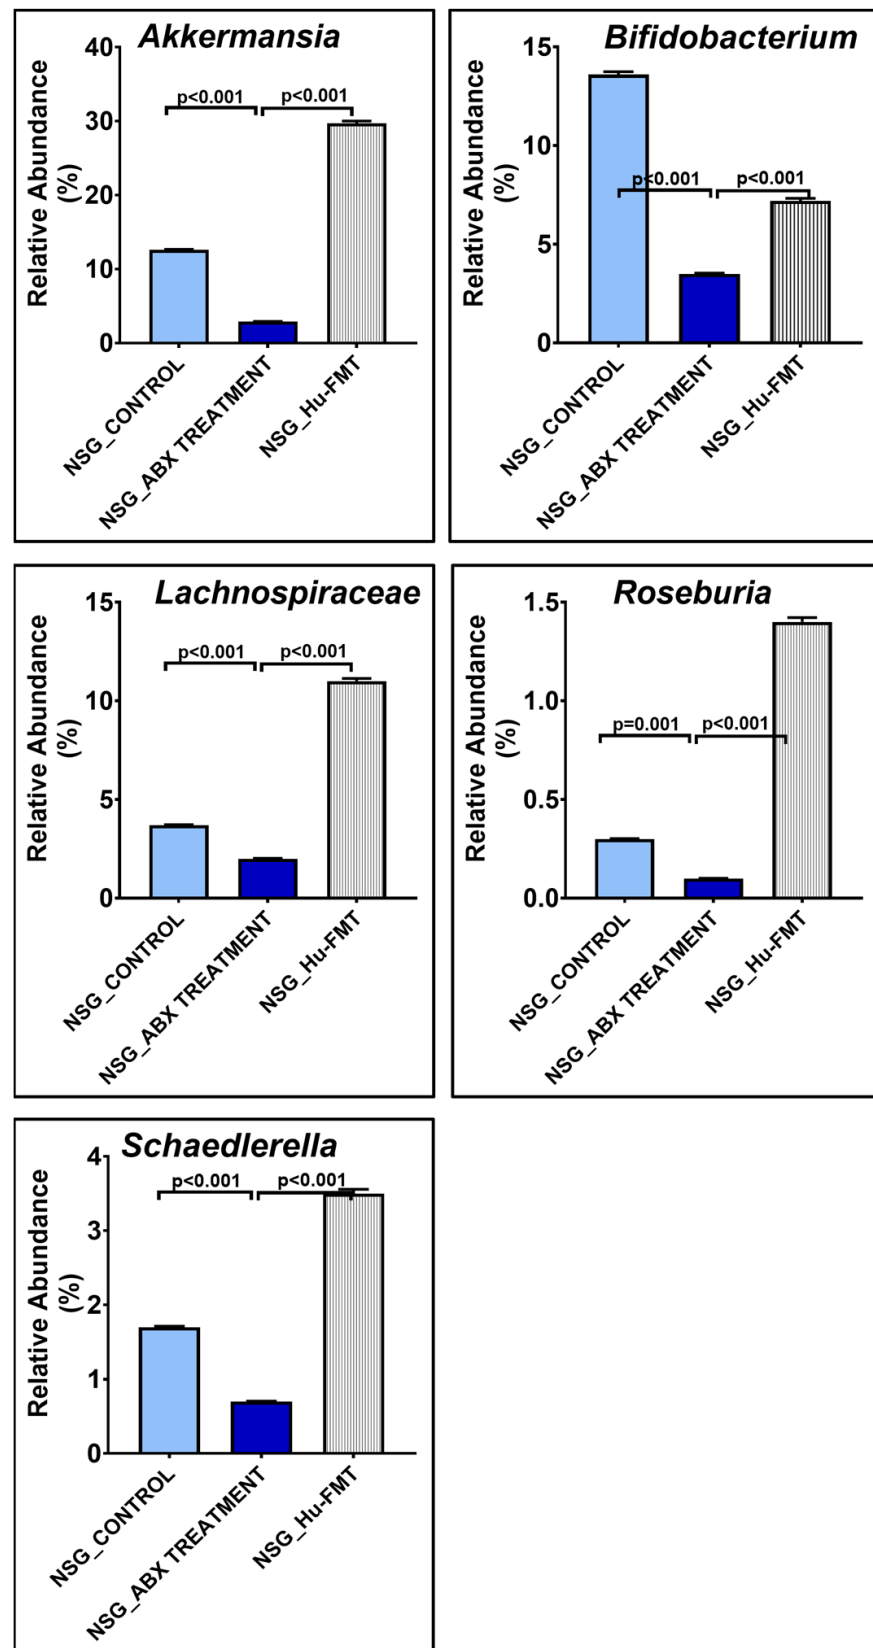 Akkermansia
Relative Abundance
(%)
40
30
20
10
0
p<0.001 p<0.001
NSG_CONTROL
NSG_ABX TREATMENT
NSG_Hu-FMT
Bifidobacterium
Relative Abundance
(%)
15
10
5
0
p<0.001 p<0.001
NSG_CONTROL
NSG_ABX TREATMENT
NSG_Hu-FMT
Lachnospiraceae
Relative Abundance
(%)
15
10
5
0
p<0.001 p<0.001
NSG_CONTROL
NSG_ABX TREATMENT
NSG_Hu-FMT
Roseburia
Relative Abundance
(%)
1.5
1.0
0.5
0.0
p=0.001 p<0.001
NSG_CONTROL
NSG_ABX TREATMENT
NSG_Hu-FMT
Schaedlerella
Relative Abundance
(%)
4
3
2
1
0
p<0.001 p<0.001
NSG_CONTROL
NSG_ABX TREATMENT
NSG_Hu-FMT